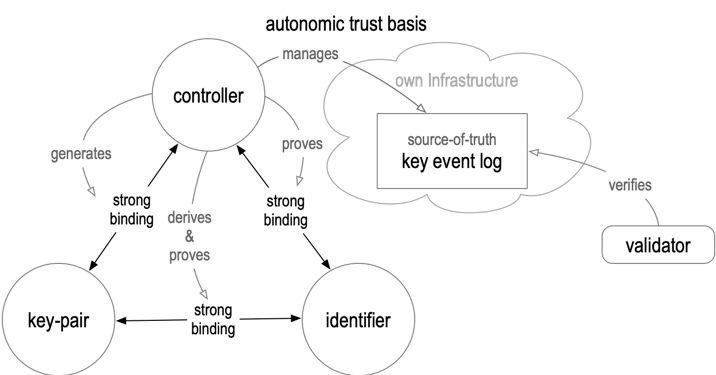 autonomic trust basis
manages
own Infrastructure
controller
source-of-truth
key event log
generates
proves
verifies
strong
binding
strong
binding
derives
&
proves
validator
strong
binding
key-pair
identifier